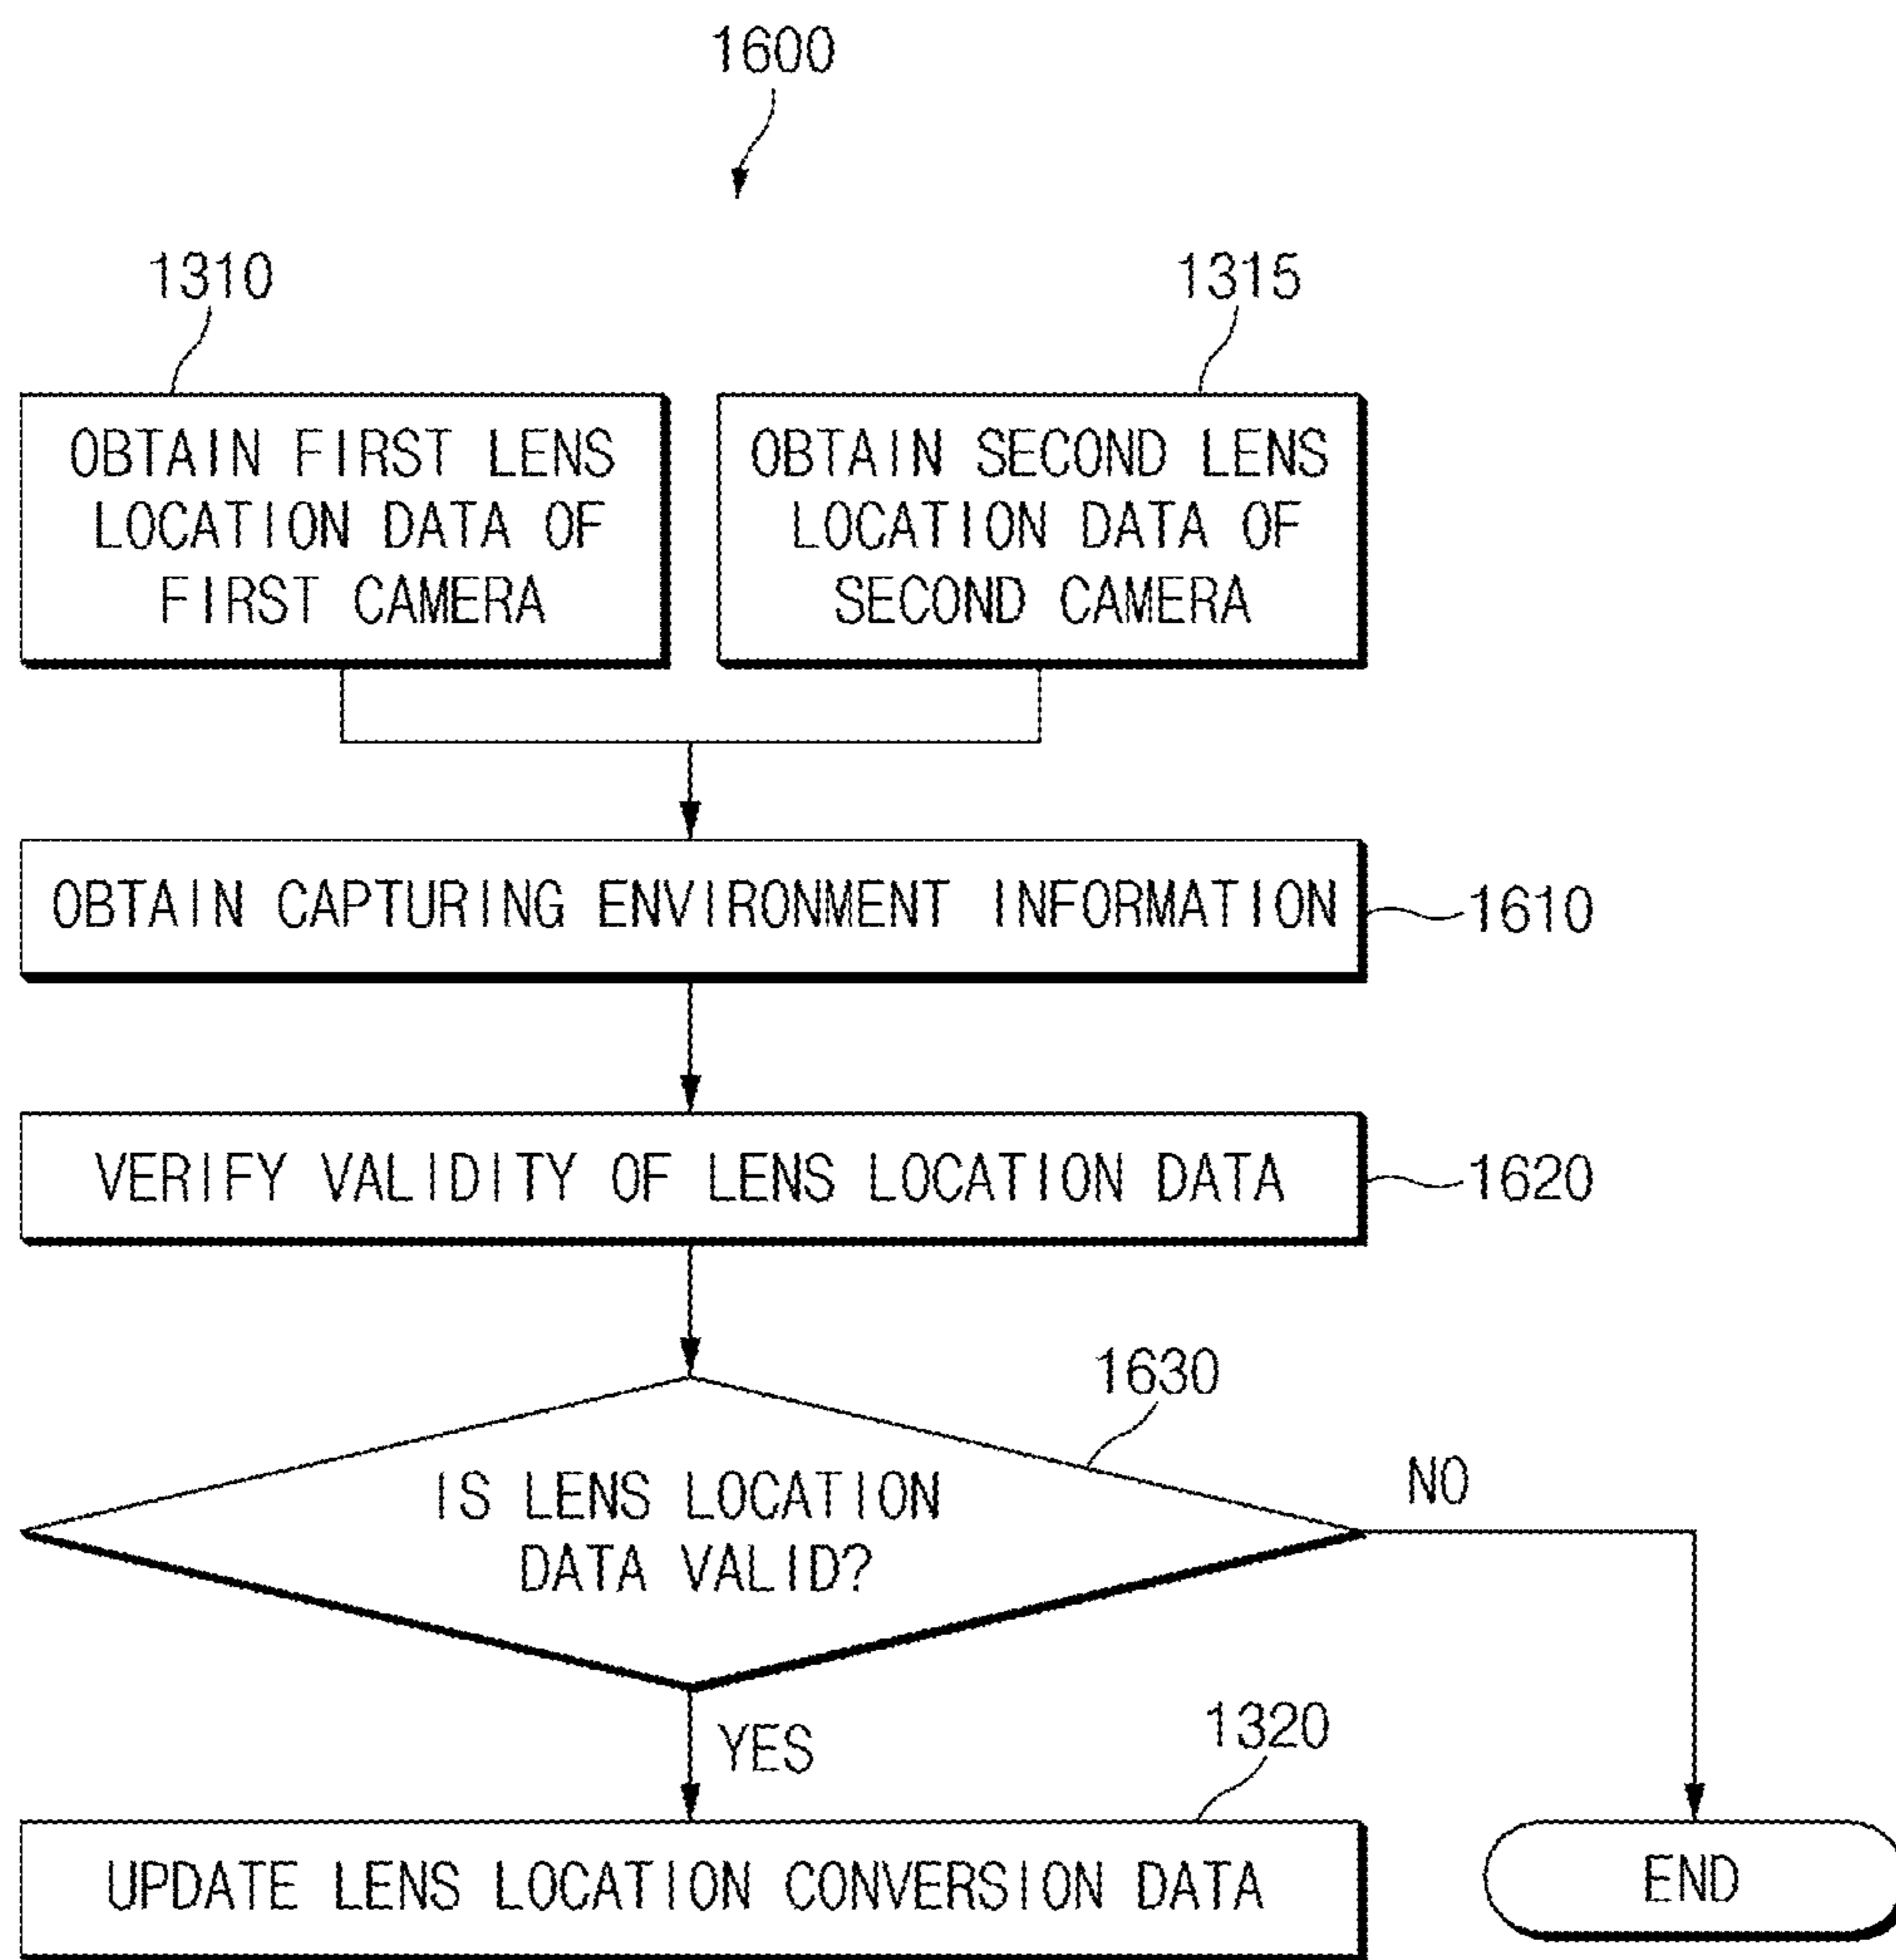 1600
1310
1315
OBTAIN FIRST LENS
LOCATION DATA OF
FIRST CAMERA
OBTAIN SECOND LENS
LOCATION DATA OF
SECOND CAMERA
OBTAIN CAPTURING ENVIRONMENT INFORMATION
1610
VERIFY VALIDITY OF LENS LOCATION DATA
1620
1630
IS LENS LOCATION
DATA VALID?
NO
YES
1320
UPDATE LENS LOCATION CONVERSION DATA
END